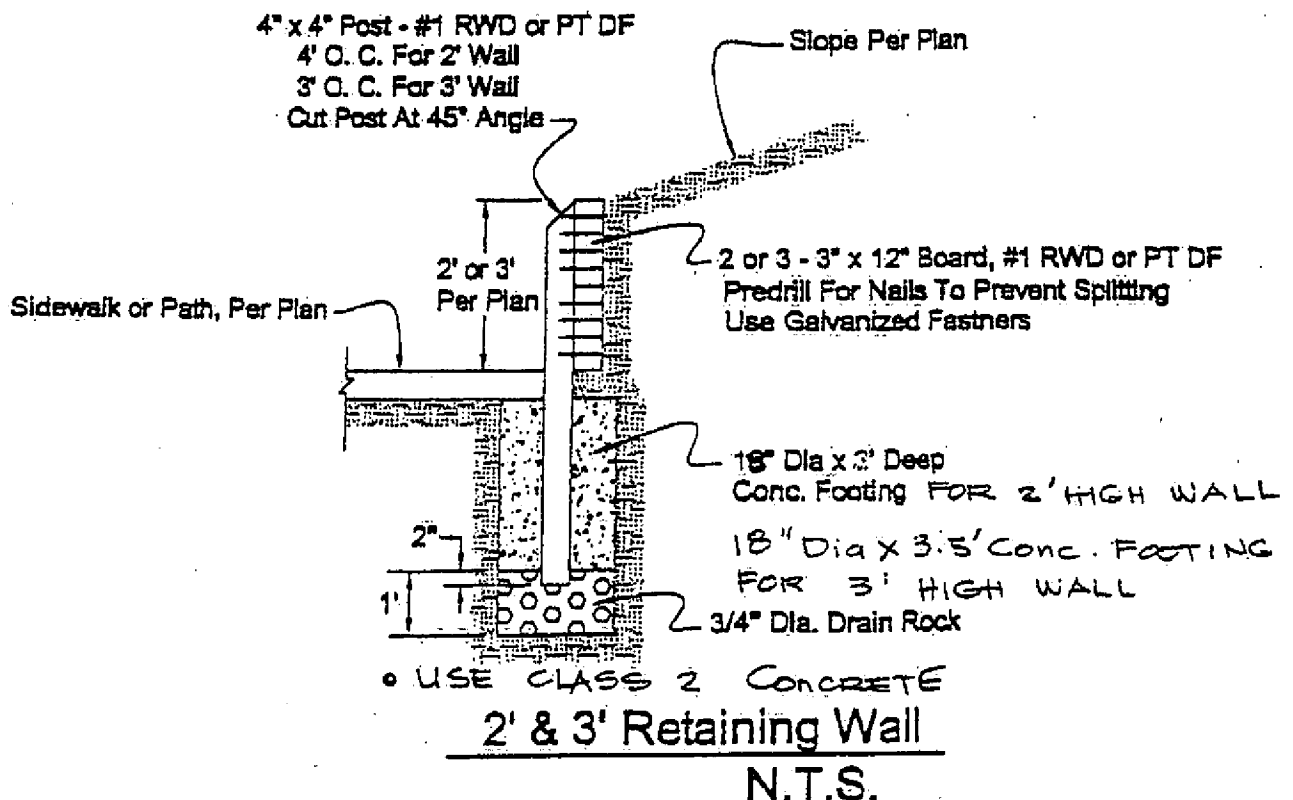 4" x 4" Post - #1 RWD or PT DF
4' O. C. For 2' Wall
3' O. C. For 3' Wall
Cut Post At 45° Angle
Slope Per Plan
2' or 3'
Per Plan
2 or 3 - 3" x 12" Board, #1 RWD or PT DF
Predrill For Nails To Prevent Splitting
Use Galvanized Fastners
Sidewalk or Path, Per Plan
18" Dia x Deep
Conc. Footing FOR 2' HIGH WALL
18" Dia X 3.5' Conc. FOOTING
FOR 3' HIGH WALL
2"
1'
3/4" Dia. Drain Rock
• USE CLASS 2 CONCRETE
2' & 3' Retaining Wall
N.T.S.